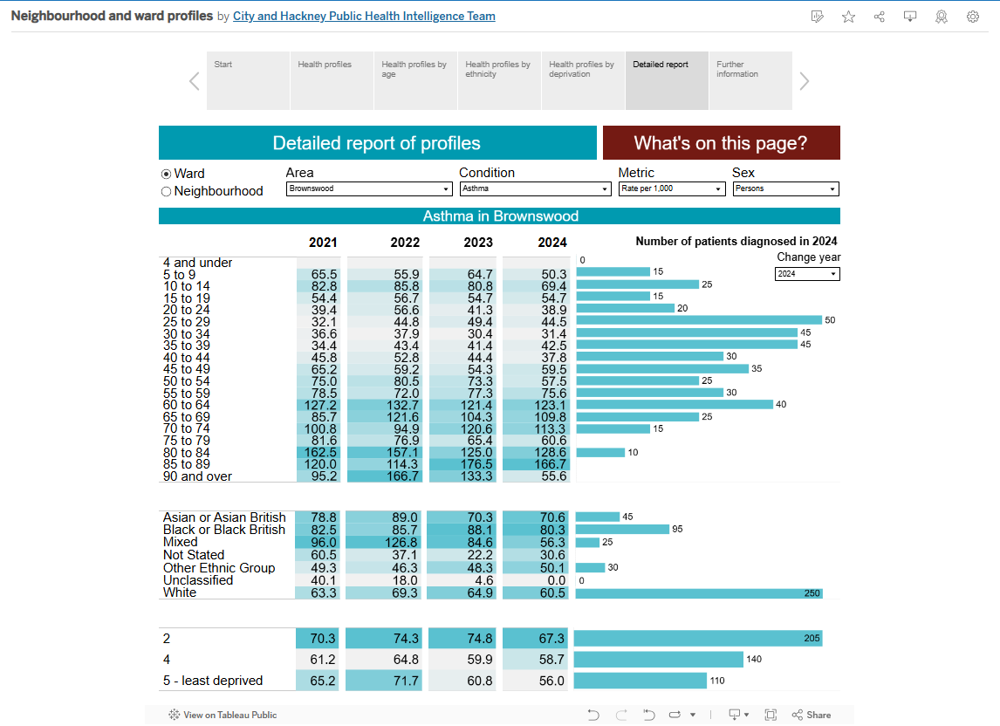 Neighbourhood and ward profiles by City and Hackney Public Health Intelligence Team
Start
Health profiles
Health profiles by age
Health profiles by ethnicity
Health profiles by deprivation
Detailed report
Further information
Detailed report of profiles
What's on this page?
Ward
Neighbourhood
Area
Brownswood
Condition
Asthma
Metric
Rate per 1,000
Sex
Persons
Asthma in Brownswood
2021 2022 2023 2024 Number of patients diagnosed in 2024
Change year
2024
4 and under 0
5 to 9 65.5 55.9 64.7 50.3 15
10 to 14 82.8 85.8 80.8 69.4 25
15 to 19 54.4 56.7 54.7 54.7 15
20 to 24 39.4 56.6 41.3 38.9 20
25 to 29 32.1 44.8 49.4 44.5 50
30 to 34 36.6 37.9 30.4 31.4 45
35 to 39 34.4 43.4 41.4 42.5 45
40 to 44 45.8 52.8 44.4 37.8 30
45 to 49 65.2 59.2 54.3 59.5 35
50 to 54 75.0 80.5 73.3 57.5 25
55 to 59 78.5 72.0 77.3 75.6 30
60 to 64 127.2 132.7 121.4 123.1 40
65 to 69 85.7 121.6 104.3 109.8 25
70 to 74 100.8 94.9 120.6 113.3 15
75 to 79 81.6 76.9 65.4 60.6
80 to 84 162.5 157.1 125.0 128.6 10
85 to 89 120.0 114.3 176.5 166.7
90 and over 95.2 166.7 133.3 55.6
Asian or Asian British 78.8 89.0 70.3 70.6 45
Black or Black British 82.5 85.7 88.1 80.3 95
Mixed 96.0 126.8 84.6 56.3 25
Not Stated 60.5 37.1 22.2 30.6
Other Ethnic Group 49.3 46.3 48.3 50.1 30
Unclassified 40.1 18.0 4.6 0.0 0
White 63.3 69.3 64.9 60.5 250
2 70.3 74.3 74.8 67.3 205
4 61.2 64.8 59.9 58.7 140
5 - least deprived 65.2 71.7 60.8 56.0 110
View on Tableau Public
Share